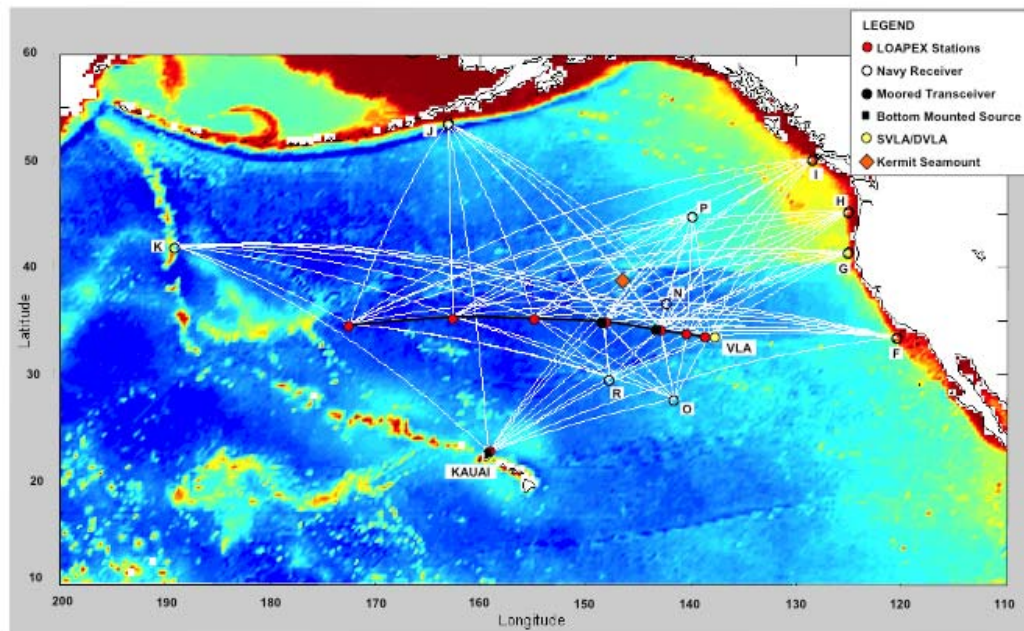 LEGEND
LOAPEX Stations
Navy Receiver
Moored Transceiver
Bottom Mounted Source
SVLA/DVLA
Kermit Seamount
60
50
40
30
20
10
Latitude
J
I
P
H
K
G
N
VLA
F
R
O
KAUAI
200
190
180
170
160
150
140
130
120
110
Longitude